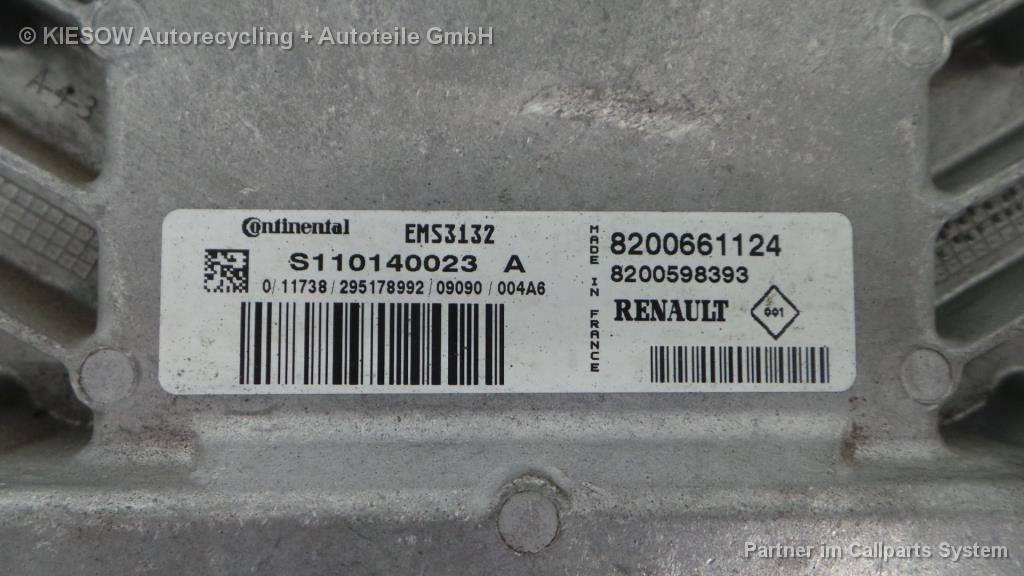 © KIESOW Autorecycling + Autoteile GmbH
A-4-3
Continental EMS3132
S110140023 A
0/11738/295178992/09090/004A6
MADE IN FRANCE
8200661124
8200598393
RENAULT 001
Partner im Callparts System